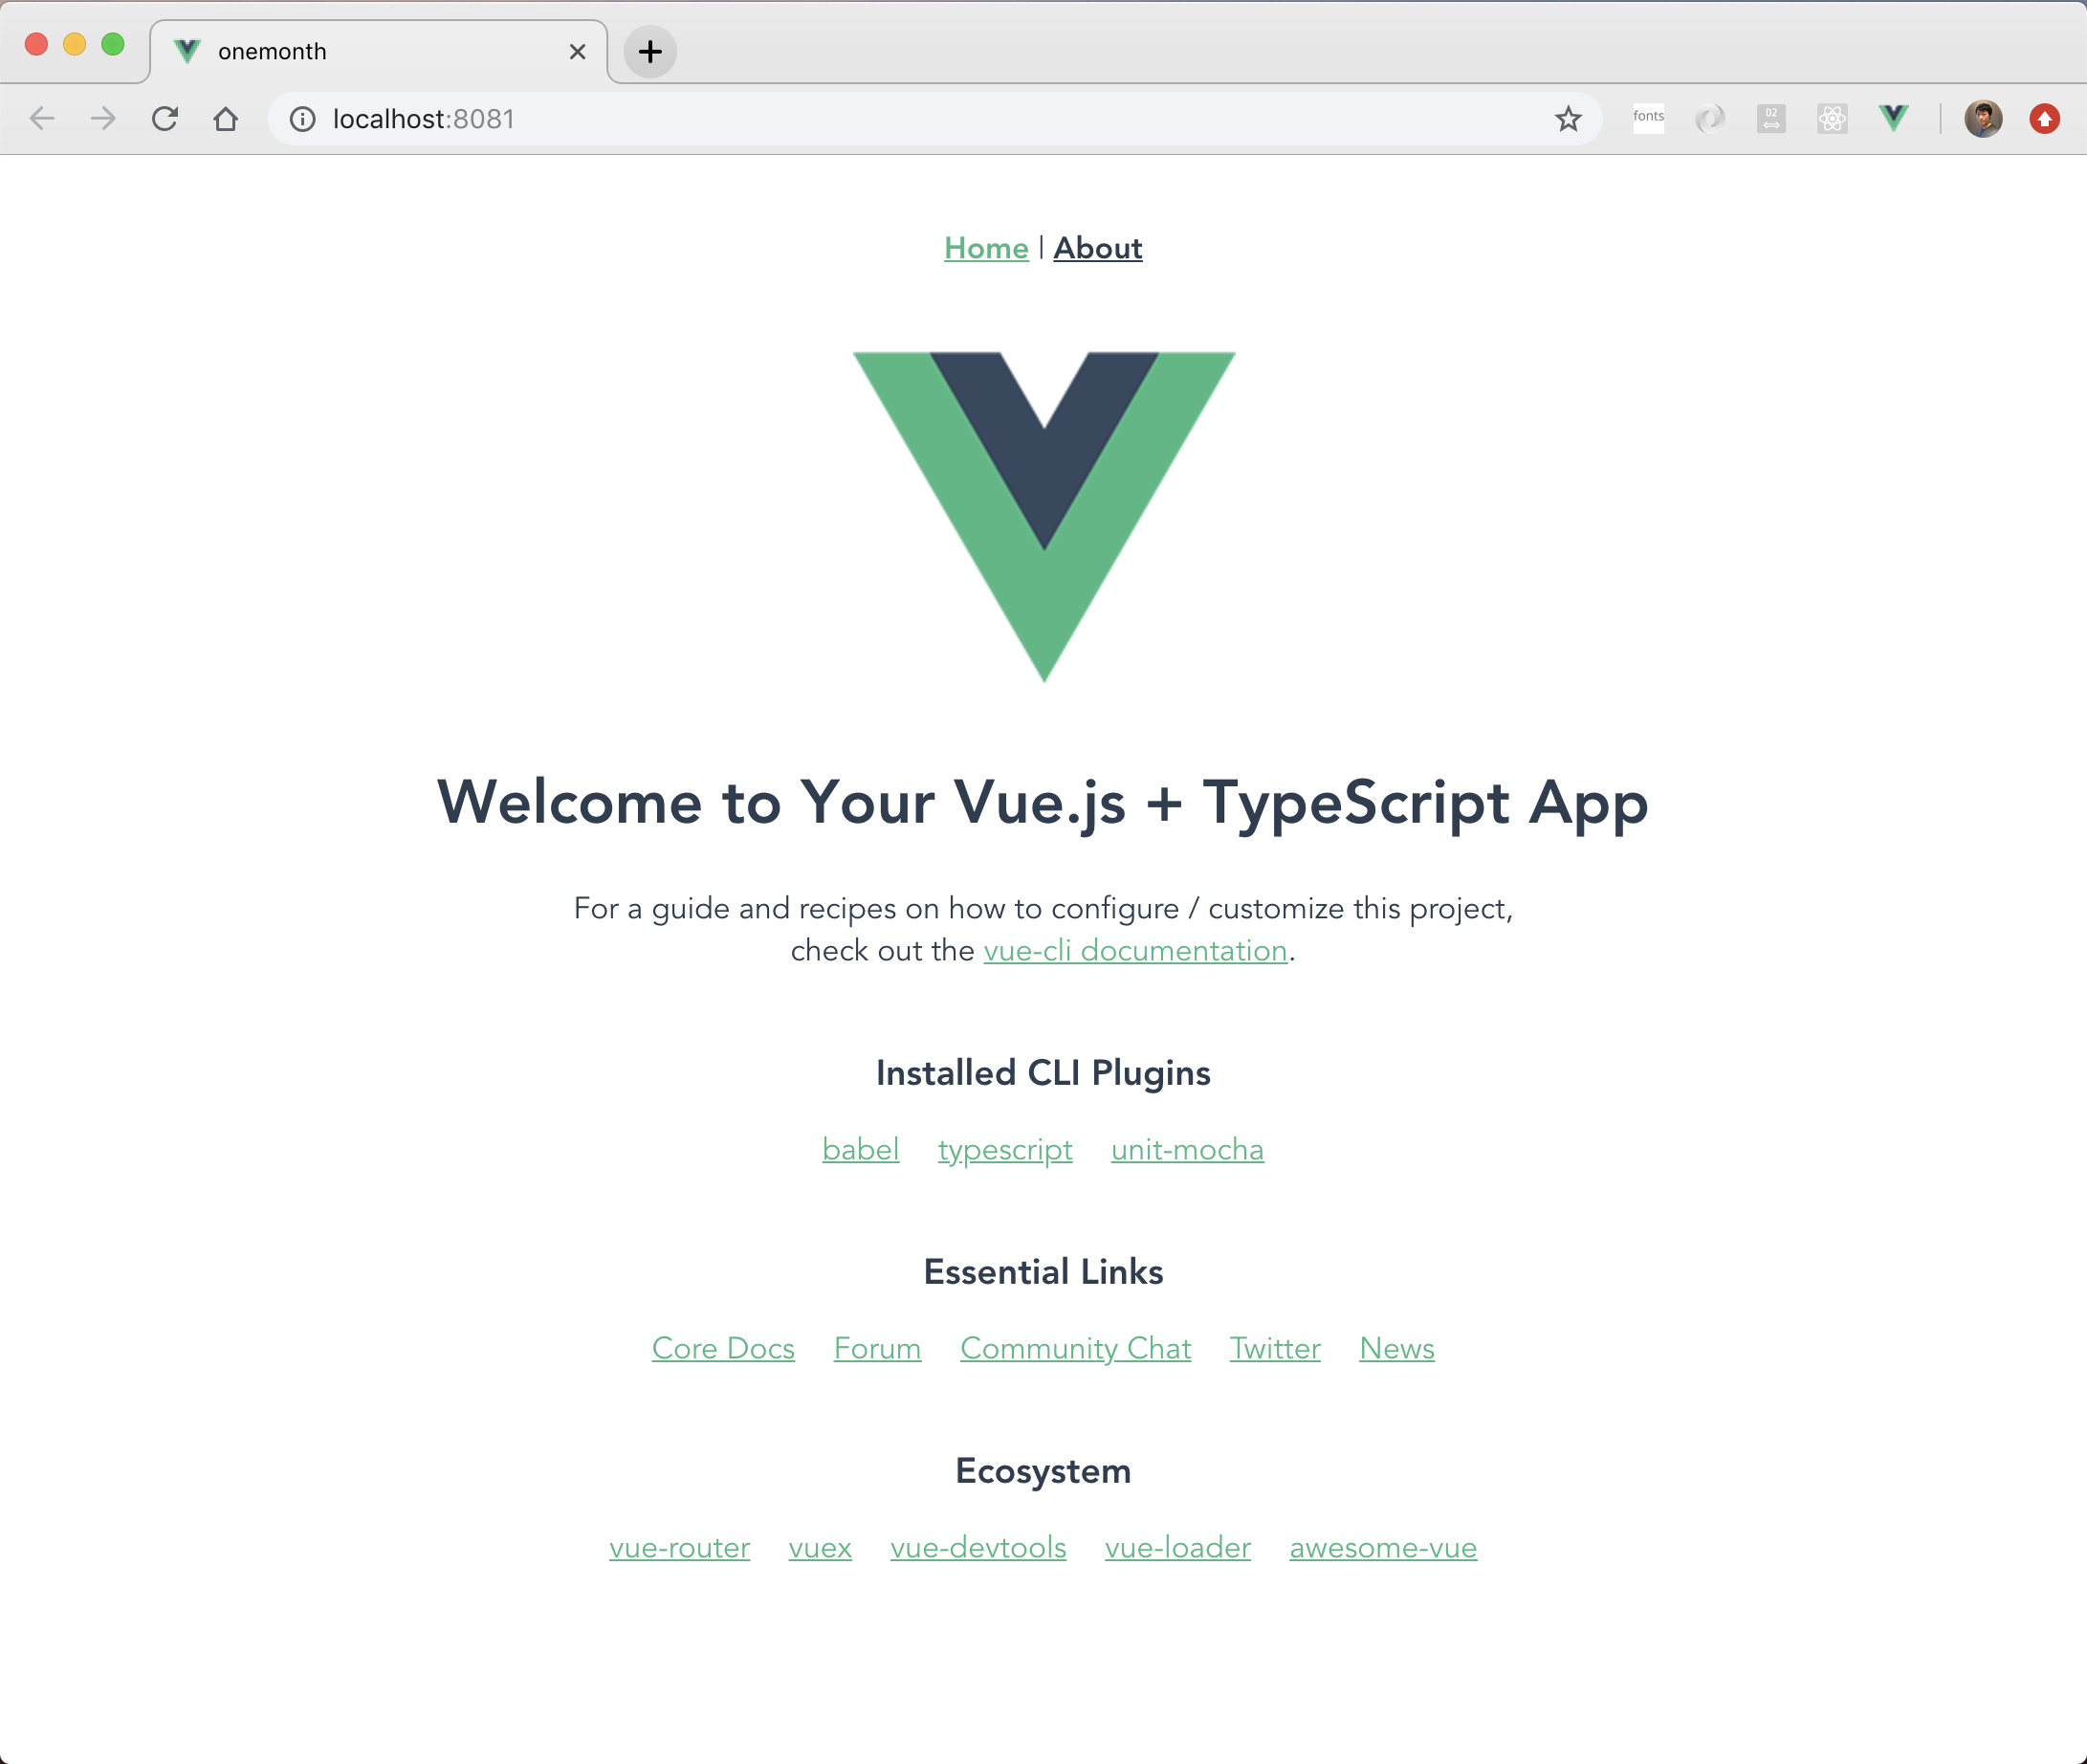 onemonth
localhost:8081
fonts
D2
Home | About
Welcome to Your Vue.js + TypeScript App
For a guide and recipes on how to configure / customize this project,
check out the vue-cli documentation.
Installed CLI Plugins
babel typescript unit-mocha
Essential Links
Core Docs Forum Community Chat Twitter News
Ecosystem
vue-router vuex vue-devtools vue-loader awesome-vue